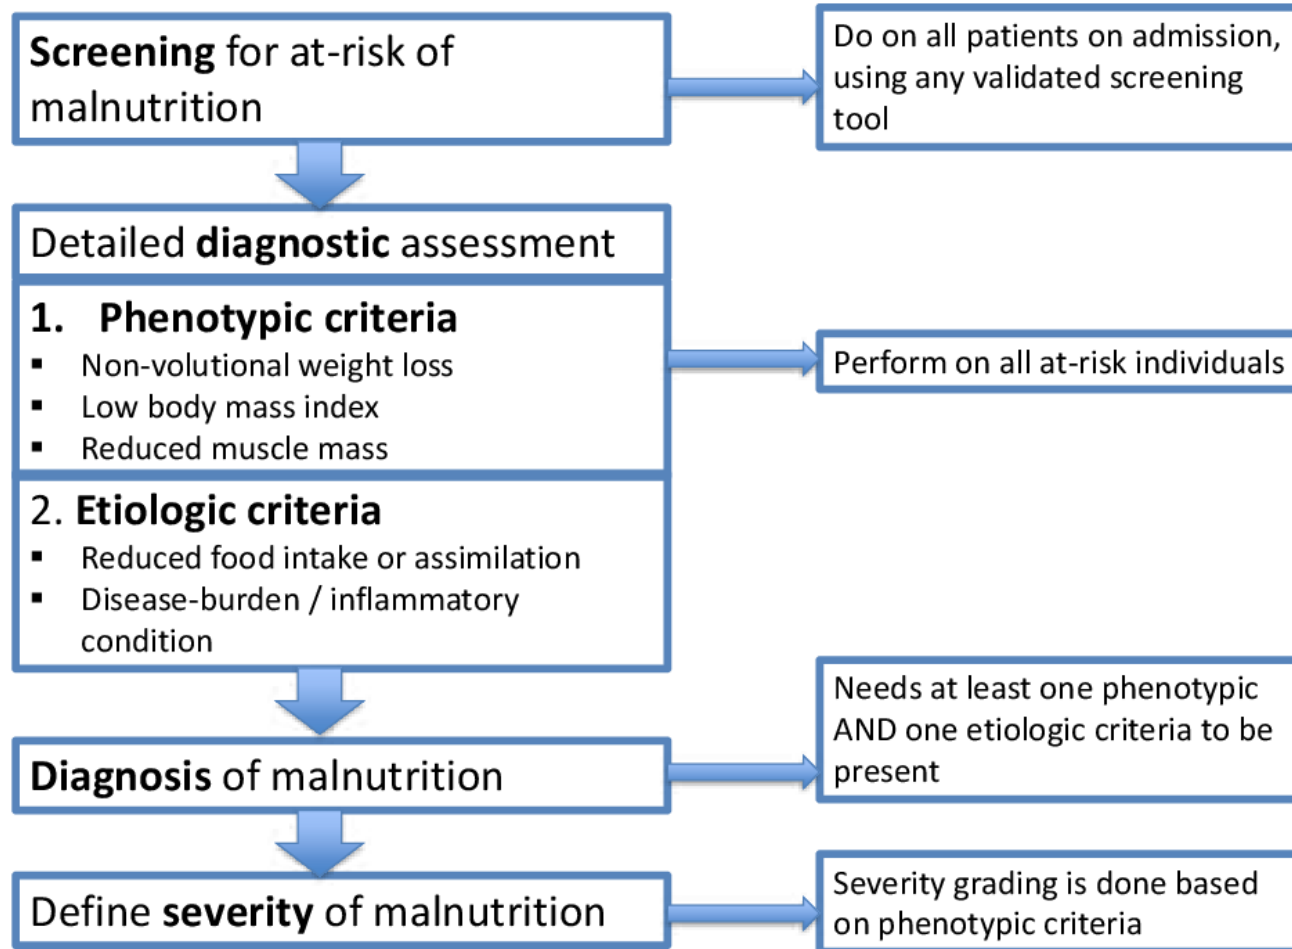 Screening for at-risk of
malnutrition
Do on all patients on admission,
using any validated screening
tool
Detailed diagnostic assessment
1. Phenotypic criteria
▪ Non-volutional weight loss
▪ Low body mass index
▪ Reduced muscle mass
Perform on all at-risk individuals
2. Etiologic criteria
▪ Reduced food intake or assimilation
▪ Disease-burden / inflammatory
condition
Diagnosis of malnutrition
Needs at least one phenotypic
AND one etiologic criteria to be
present
Define severity of malnutrition
Severity grading is done based
on phenotypic criteria